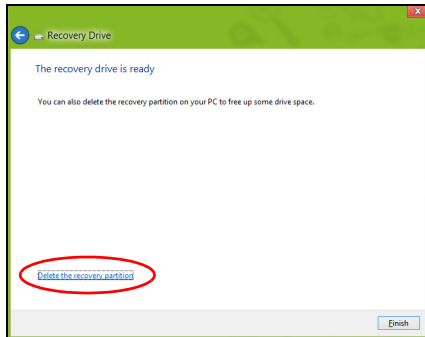 X
Recovery Drive
The recovery drive is ready
You can also delete the recovery partition on your PC to free up some drive space.
Delete the recovery partition
Finish